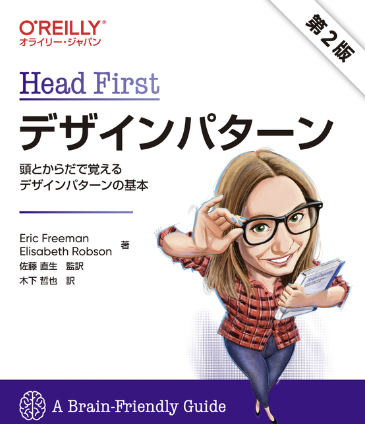 O'REILLY®
オライリー・ジャパン
第2版
Head First
デザインパターン
頭とからだで覚える
デザインパターンの基本
Eric Freeman
Elisabeth Robson
著
佐藤 直生 監訳
木下 哲也 訳
A Brain-Friendly Guide